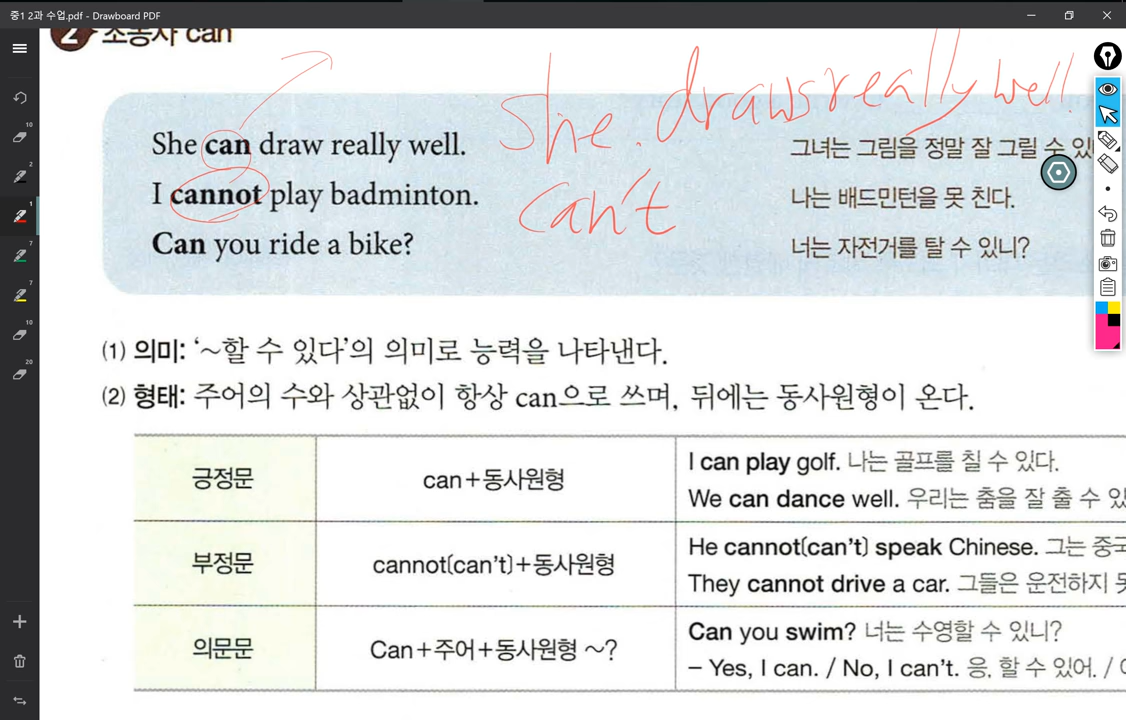 중1 2과 수업.pdf - Drawboard PDF
2 조동사 can
She draws really well.
She can draw really well. 그녀는 그림을 정말 잘 그릴 수 있
I cannot play badminton. can't 나는 배드민턴을 못 친다.
Can you ride a bike? 너는 자전거를 탈 수 있니?
(1) 의미: ‘~할 수 있다’의 의미로 능력을 나타낸다.
(2) 형태: 주어의 수와 상관없이 항상 can으로 쓰며, 뒤에는 동사원형이 온다.
긍정문 can+동사원형 I can play golf. 나는 골프를 칠 수 있다.
We can dance well. 우리는 춤을 잘 출 수 있
부정문 cannot(can't)+동사원형 He cannot(can't) speak Chinese. 그는 중국
They cannot drive a car. 그들은 운전하지 못
의문문 Can+주어+동사원형 ~? Can you swim? 너는 수영할 수 있니?
– Yes, I can. / No, I can't. 응, 할 수 있어. /
10
2
1
7
7
10
20